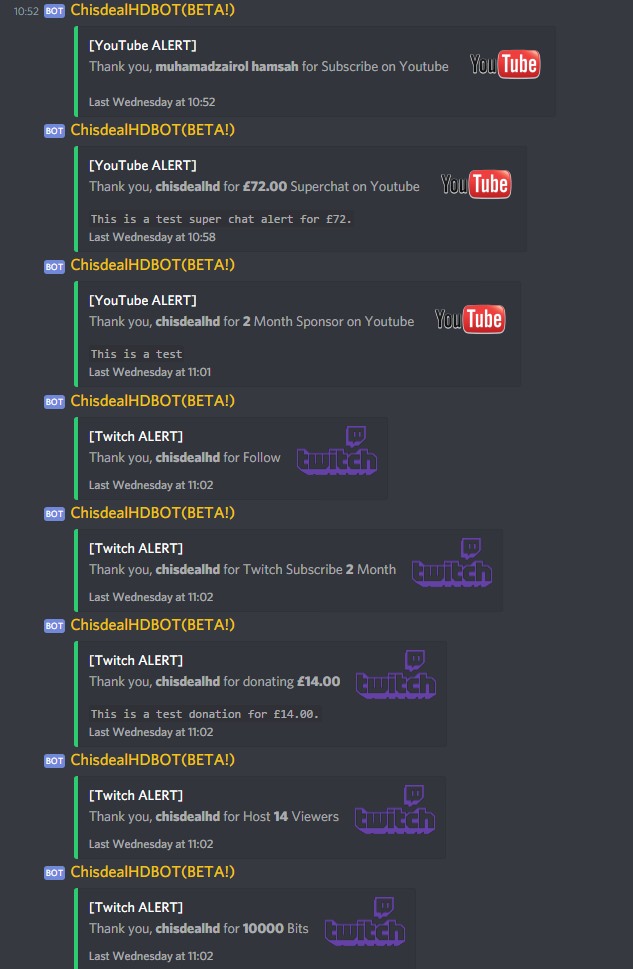 10:52 BOT ChisdealHDBOT(BETA!)
[YouTube ALERT]
Thank you, muhamadzairol hamsah for Subscribe on Youtube
YouTube
Last Wednesday at 10:52
BOT ChisdealHDBOT(BETA!)
[YouTube ALERT]
Thank you, chisdealhd for £72.00 Superchat on Youtube
YouTube
This is a test super chat alert for £72.
Last Wednesday at 10:58
BOT ChisdealHDBOT(BETA!)
[YouTube ALERT]
Thank you, chisdealhd for 2 Month Sponsor on Youtube
YouTube
This is a test
Last Wednesday at 11:01
BOT ChisdealHDBOT(BETA!)
[Twitch ALERT]
Thank you, chisdealhd for Follow
twitch
Last Wednesday at 11:02
BOT ChisdealHDBOT(BETA!)
[Twitch ALERT]
Thank you, chisdealhd for Twitch Subscribe 2 Month
twitch
Last Wednesday at 11:02
BOT ChisdealHDBOT(BETA!)
[Twitch ALERT]
Thank you, chisdealhd for donating £14.00
twitch
This is a test donation for £14.00.
Last Wednesday at 11:02
BOT ChisdealHDBOT(BETA!)
[Twitch ALERT]
Thank you, chisdealhd for Host 14 Viewers
twitch
Last Wednesday at 11:02
BOT ChisdealHDBOT(BETA!)
[Twitch ALERT]
Thank you, chisdealhd for 10000 Bits
twitch
Last Wednesday at 11:02